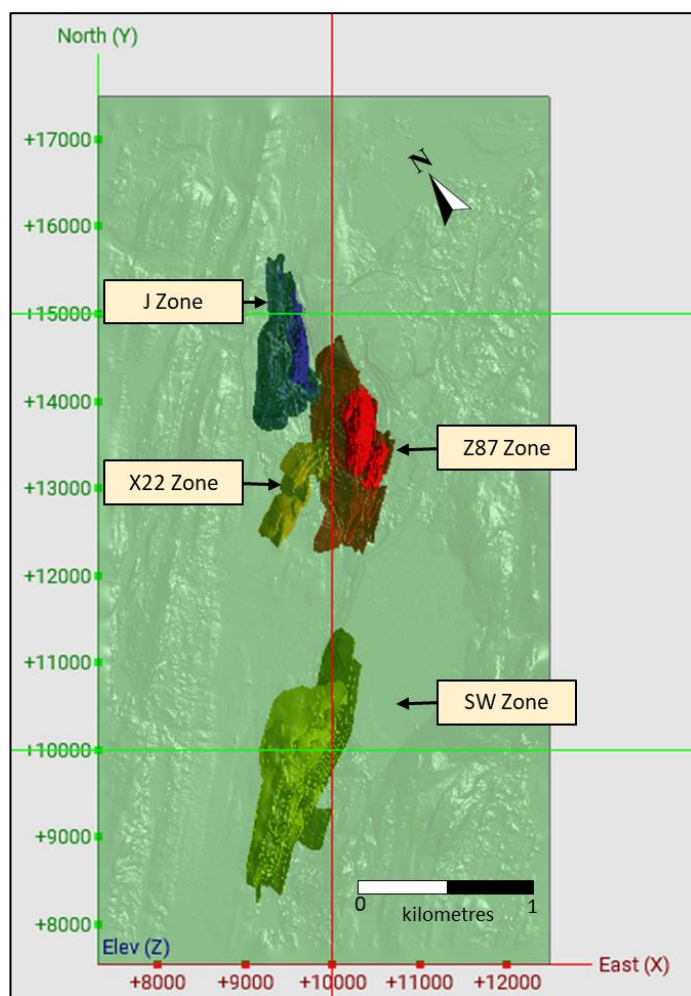 North (Y)
+17000
N
+16000
J Zone
+15000
+14000
Z87 Zone
X22 Zone
+13000
+12000
+11000
SW Zone
+10000
+9000
0 1
kilometres
+8000
Elev (Z)
East (X)
+8000 +9000 +10000 +11000 +12000